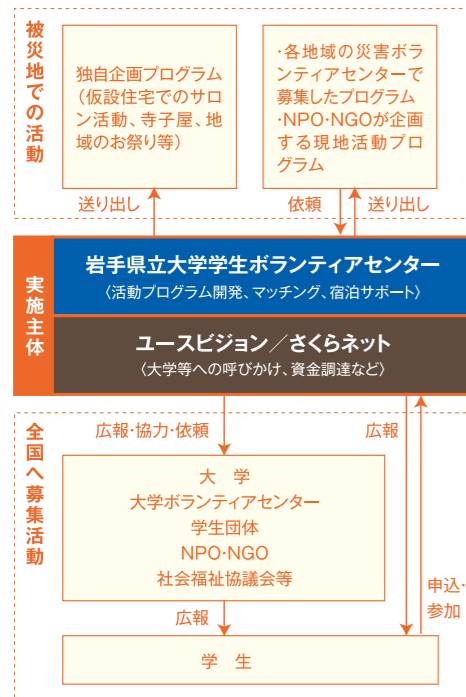 被災地での活動
独自企画プログラム
(仮設住宅でのサロ
ン活動、寺子屋、地
域のお祭り等)
・各地域の災害ボラ
ンティアセンターで
募集したプログラム
・NPO・NGOが企画
する現地活動プロ
グラム
送り出し
依頼
送り出し
実施主体
岩手県立大学学生ボランティアセンター
〈活動プログラム開発、マッチング、宿泊サポート〉
ユースビジョン/さくらネット
〈大学等への呼びかけ、資金調達など〉
全国へ募集活動
広報・協力・依頼
広報
大 学
大学ボランティアセンター
学生団体
NPO・NGO
社会福祉協議会等
申込・
参加
広報
学 生